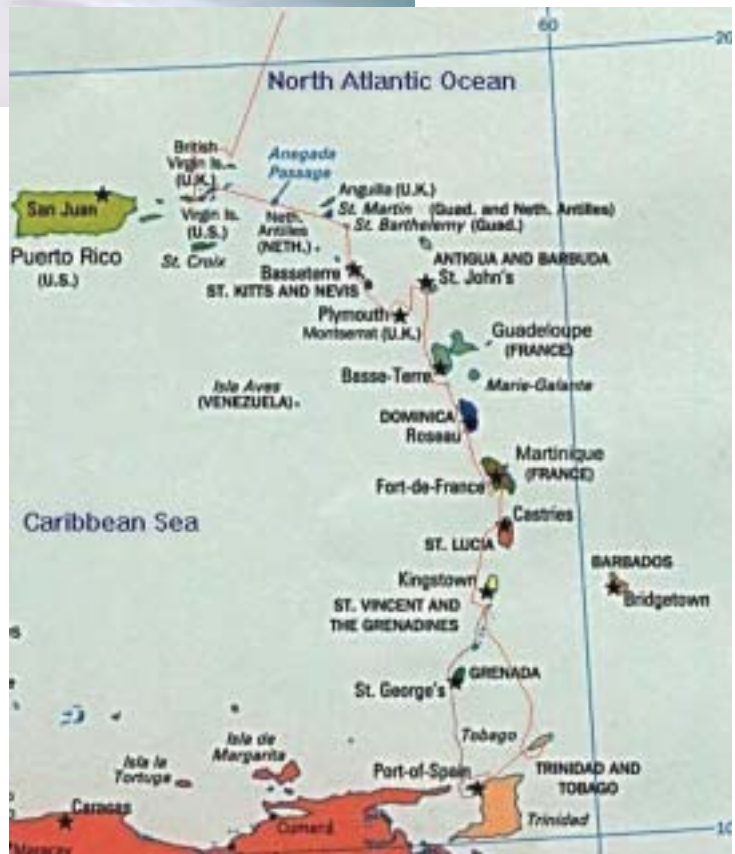 60
20
North Atlantic Ocean
British
Virgin Is.
(U.K.)
Anegada
Passage
Anguilla (U.K.)
St. Martin (Guad. and Neth. Antilles)
St. Barthelemy (Guad.)
San Juan
Virgin Is.
(U.S.)
Neth.
Antilles
(NETH.)
St. Croix
Puerto Rico
(U.S.)
ANTIGUA AND BARBUDA
St. John's
Basseterre
ST. KITTS AND NEVIS
Plymouth
Montserrat (U.K.)
Guadeloupe
(FRANCE)
Basse-Terre
Marie-Galante
Isla Aves
(VENEZUELA)
DOMINICA
Roseau
Martinique
(FRANCE)
Fort-de-France
Caribbean Sea
Castries
ST. LUCIA
BARBADOS
Bridgetown
Kingstown
ST. VINCENT AND
THE GRENADINES
GRENADA
St. George's
Tobago
Isla de
Margarita
Isla la
Tortuga
Port-of-Spain
TRINIDAD AND
TOBAGO
Caracas
Cumaná
Trinidad
Maracay
10